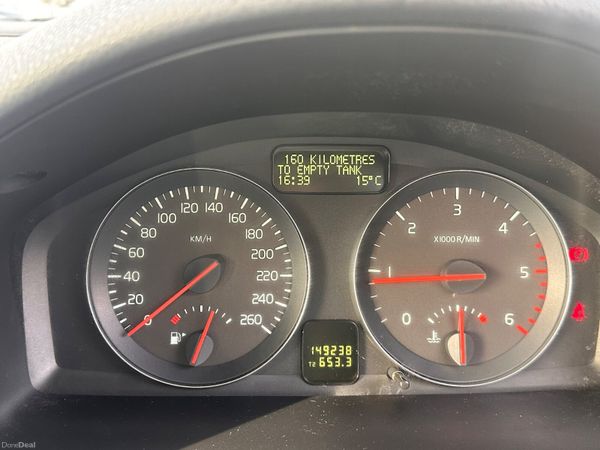 160 KILOMETRES
TO EMPTY TANK
16:39 15°C
0 20 40 60 80 100 120 140 160 180 200 220 240 260
KM/H
0 1 2 3 4 5 6
X1000 R/MIN
149238
T2 653.3
DoneDeal